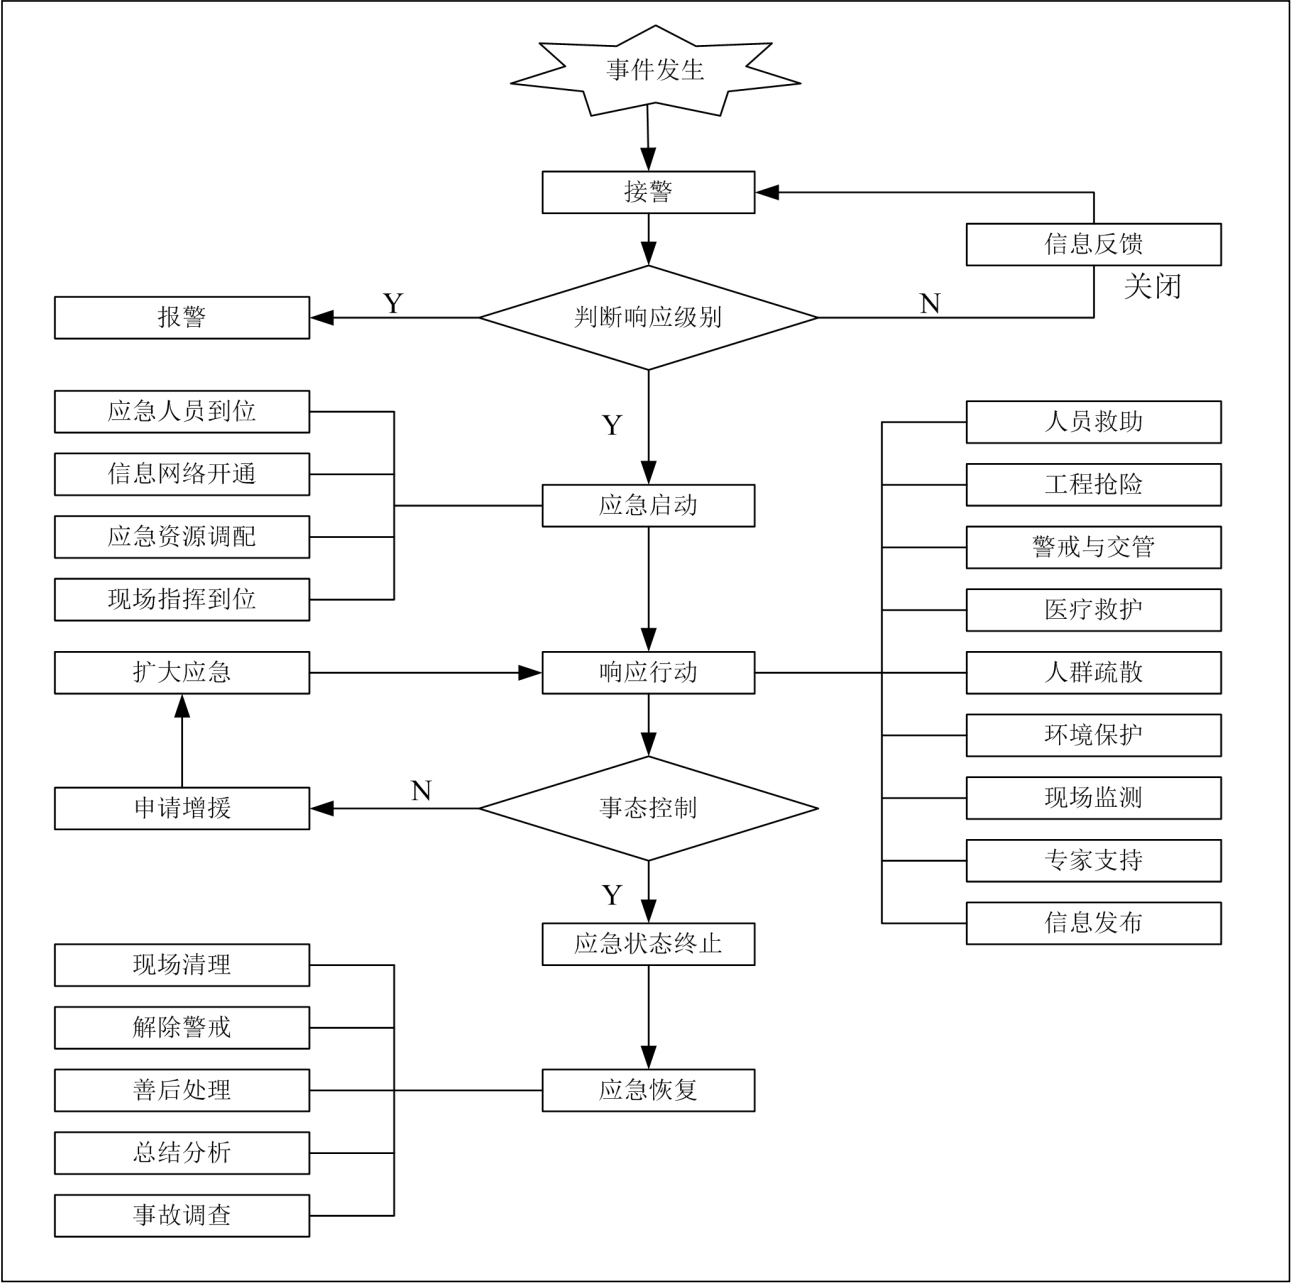 事件发生
接警
信息反馈
关闭
报警
Y
判断响应级别
N
应急人员到位
信息网络开通
应急资源调配
现场指挥到位
Y
应急启动
人员救助
工程抢险
警戒与交管
医疗救护
人群疏散
环境保护
现场监测
专家支持
信息发布
扩大应急
响应行动
申请增援
N
事态控制
Y
应急状态终止
现场清理
解除警戒
善后处理
总结分析
事故调查
应急恢复